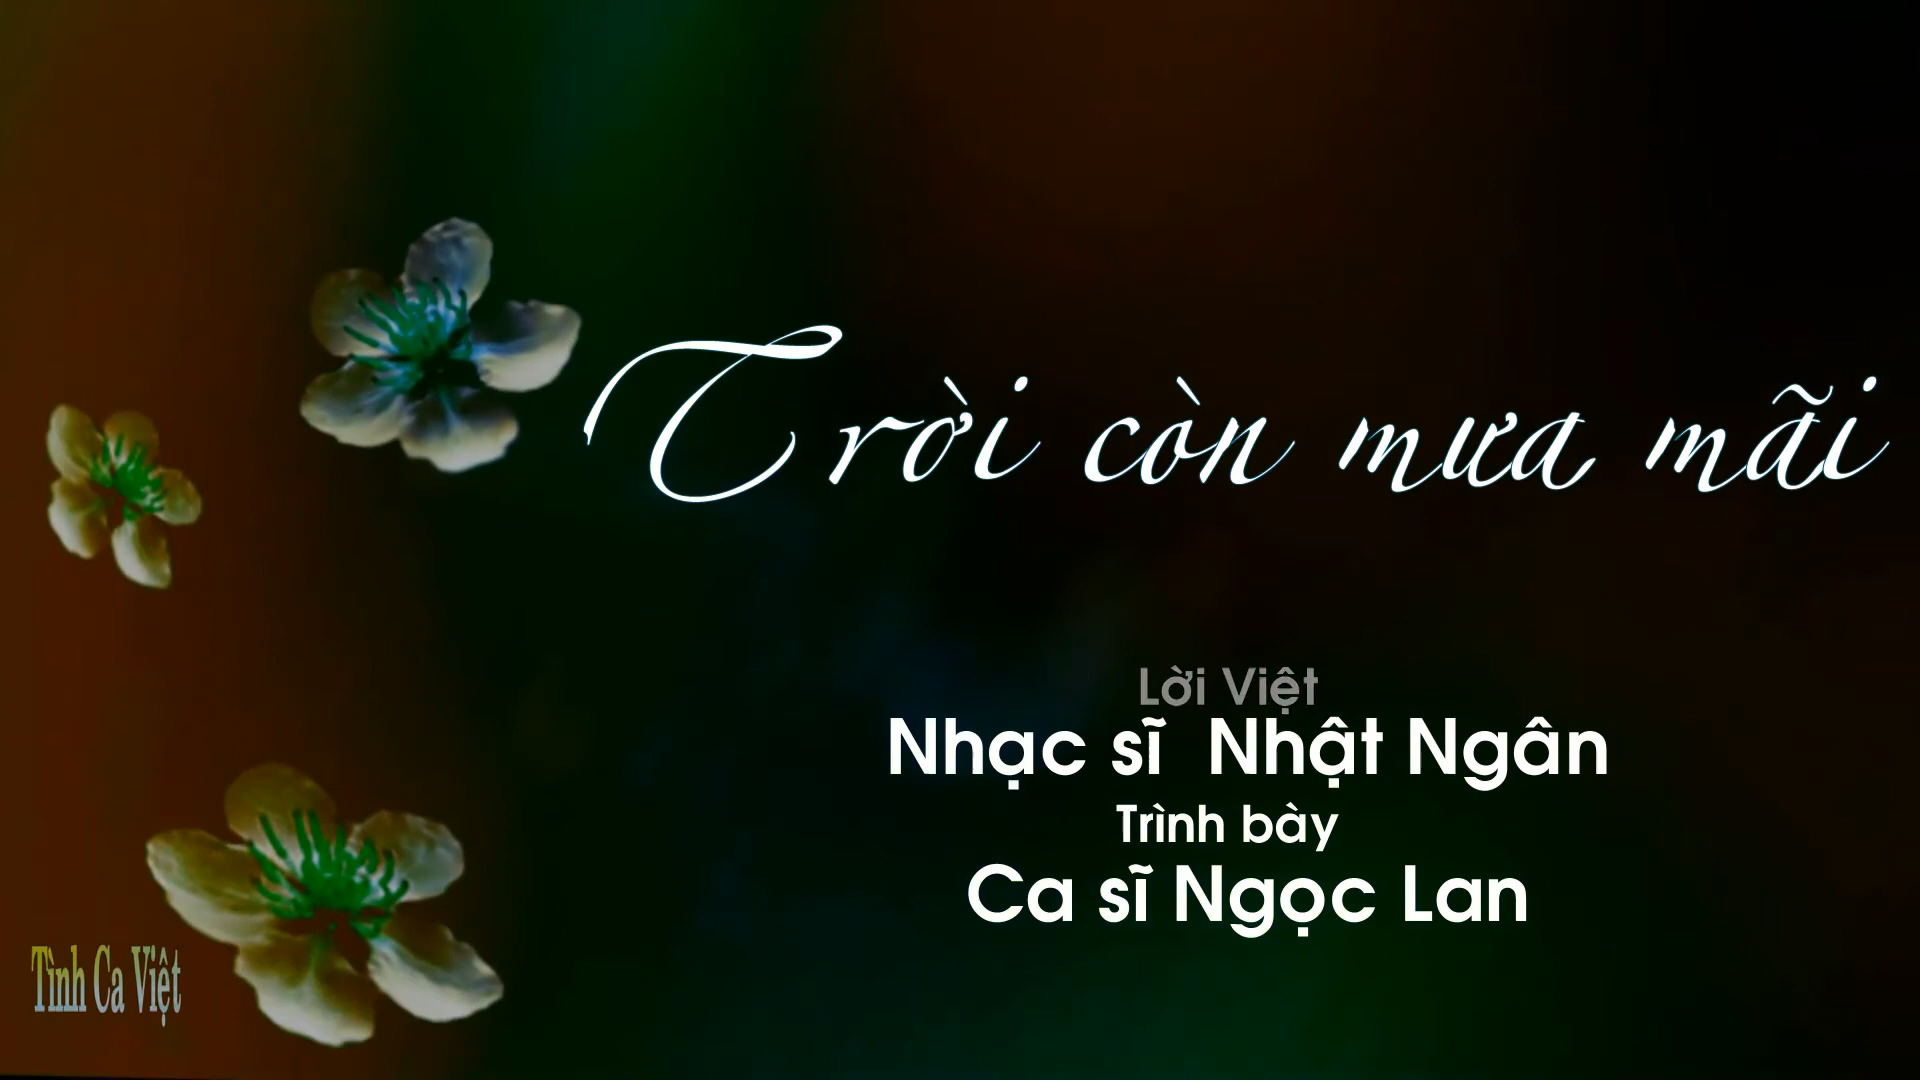 Trời còn mưa mãi
Lời Việt
Nhạc sĩ Nhật Ngân
Trình bày
Ca sĩ Ngọc Lan
Tình Ca Việt